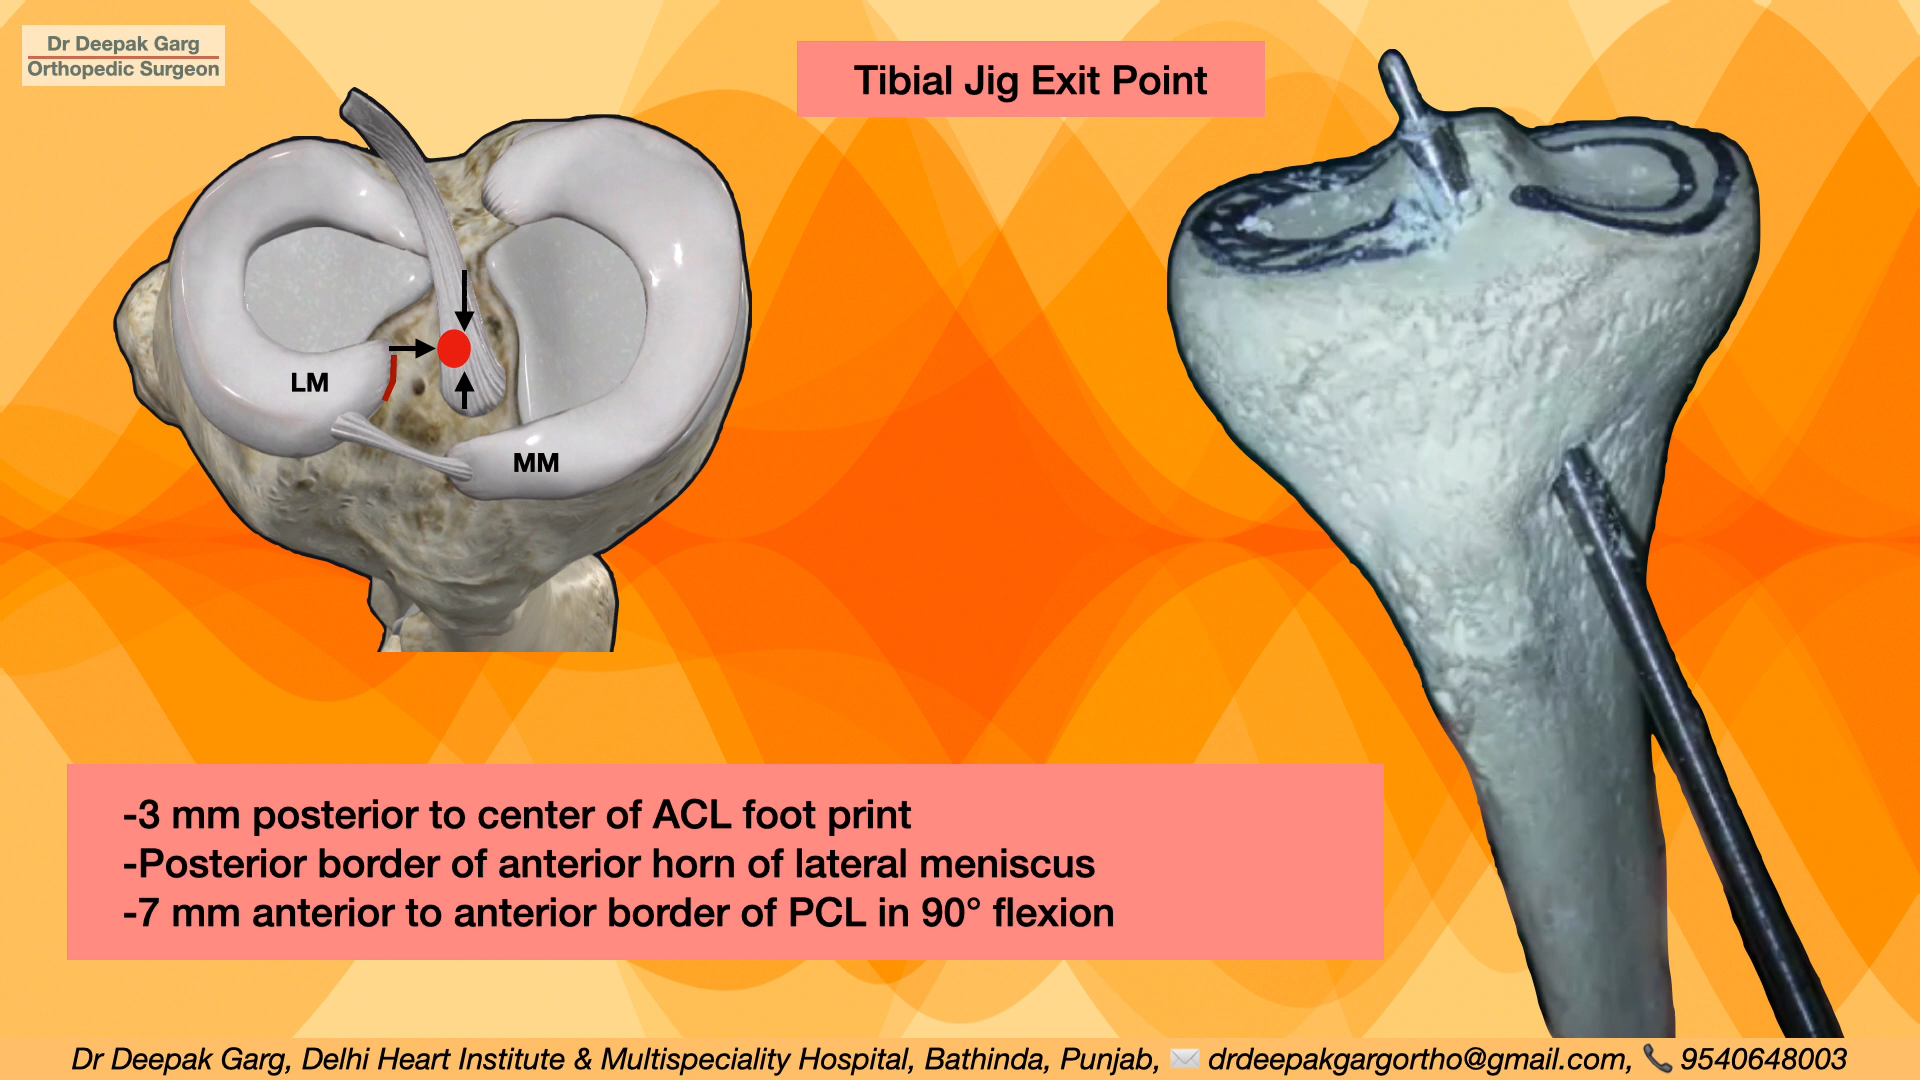 Dr Deepak Garg
Orthopedic Surgeon
Tibial Jig Exit Point
LM
MM
-3 mm posterior to center of ACL foot print
-Posterior border of anterior horn of lateral meniscus
-7 mm anterior to anterior border of PCL in 90° flexion
Dr Deepak Garg, Delhi Heart Institute & Multispeciality Hospital, Bathinda, Punjab, ✉️ drdeepakgargortho@gmail.com, 📞 9540648003